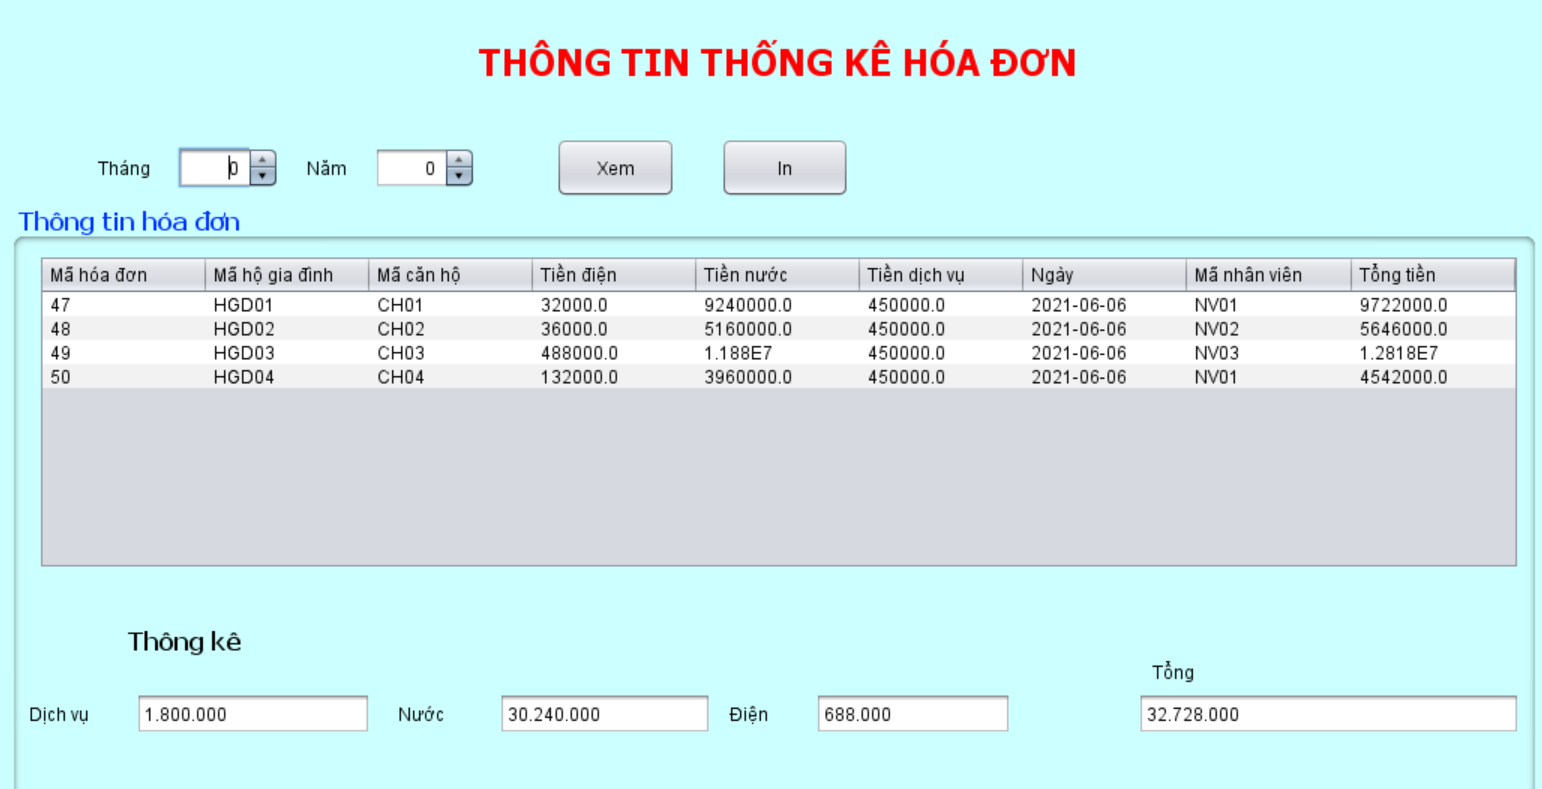 THÔNG TIN THỐNG KÊ HÓA ĐƠN
Tháng 0 Năm 0 Xem In
Thông tin hóa đơn
Mã hóa đơn Mã hộ gia đình Mã căn hộ Tiền điện Tiền nước Tiền dịch vụ Ngày Mã nhân viên Tổng tiền
47 HGD01 CH01 32000.0 9240000.0 450000.0 2021-06-06 NV01 9722000.0
48 HGD02 CH02 36000.0 5160000.0 450000.0 2021-06-06 NV02 5646000.0
49 HGD03 CH03 488000.0 1.188E7 450000.0 2021-06-06 NV03 1.2818E7
50 HGD04 CH04 132000.0 3960000.0 450000.0 2021-06-06 NV01 4542000.0
Thông kê
Tổng
Dịch vụ 1.800.000 Nước 30.240.000 Điện 688.000 32.728.000